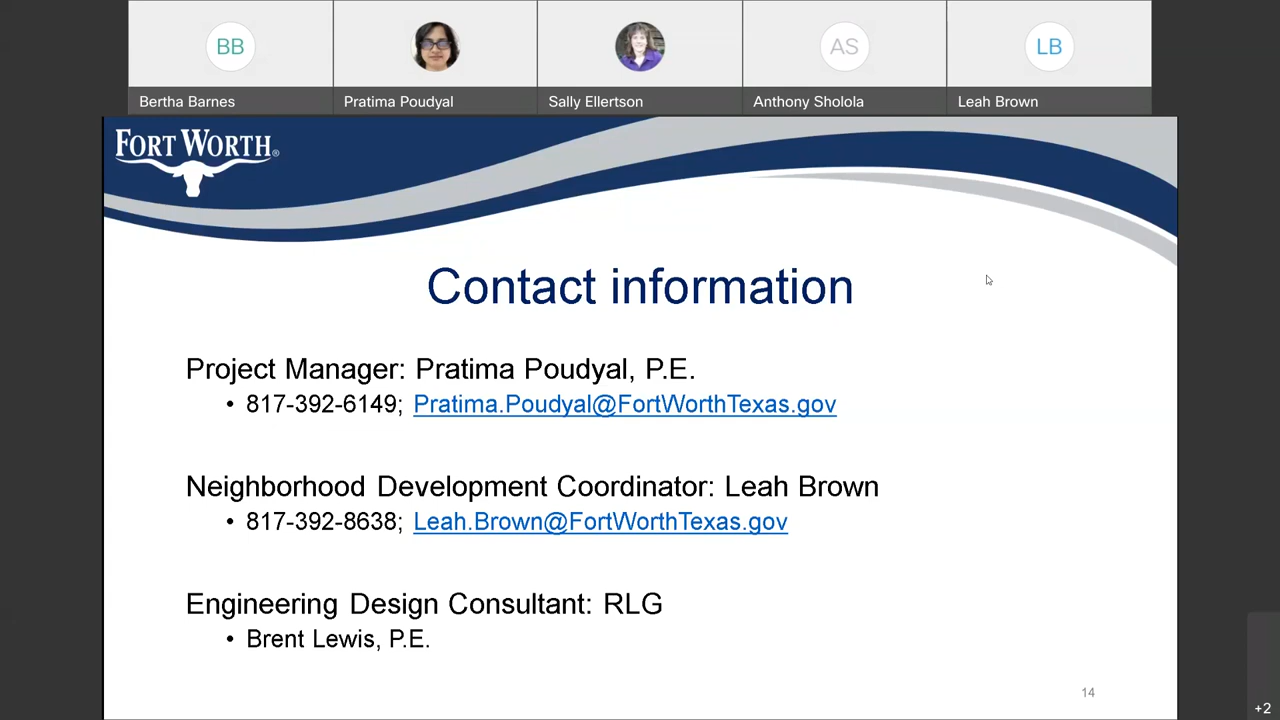 BB
AS
LB
Bertha Barnes
Pratima Poudyal
Sally Ellertson
Anthony Sholola
Leah Brown
FORT WORTH®
Contact information
Project Manager: Pratima Poudyal, P.E.
• 817-392-6149; Pratima.Poudyal@FortWorthTexas.gov
Neighborhood Development Coordinator: Leah Brown
• 817-392-8638; Leah.Brown@FortWorthTexas.gov
Engineering Design Consultant: RLG
• Brent Lewis, P.E.
14
+2